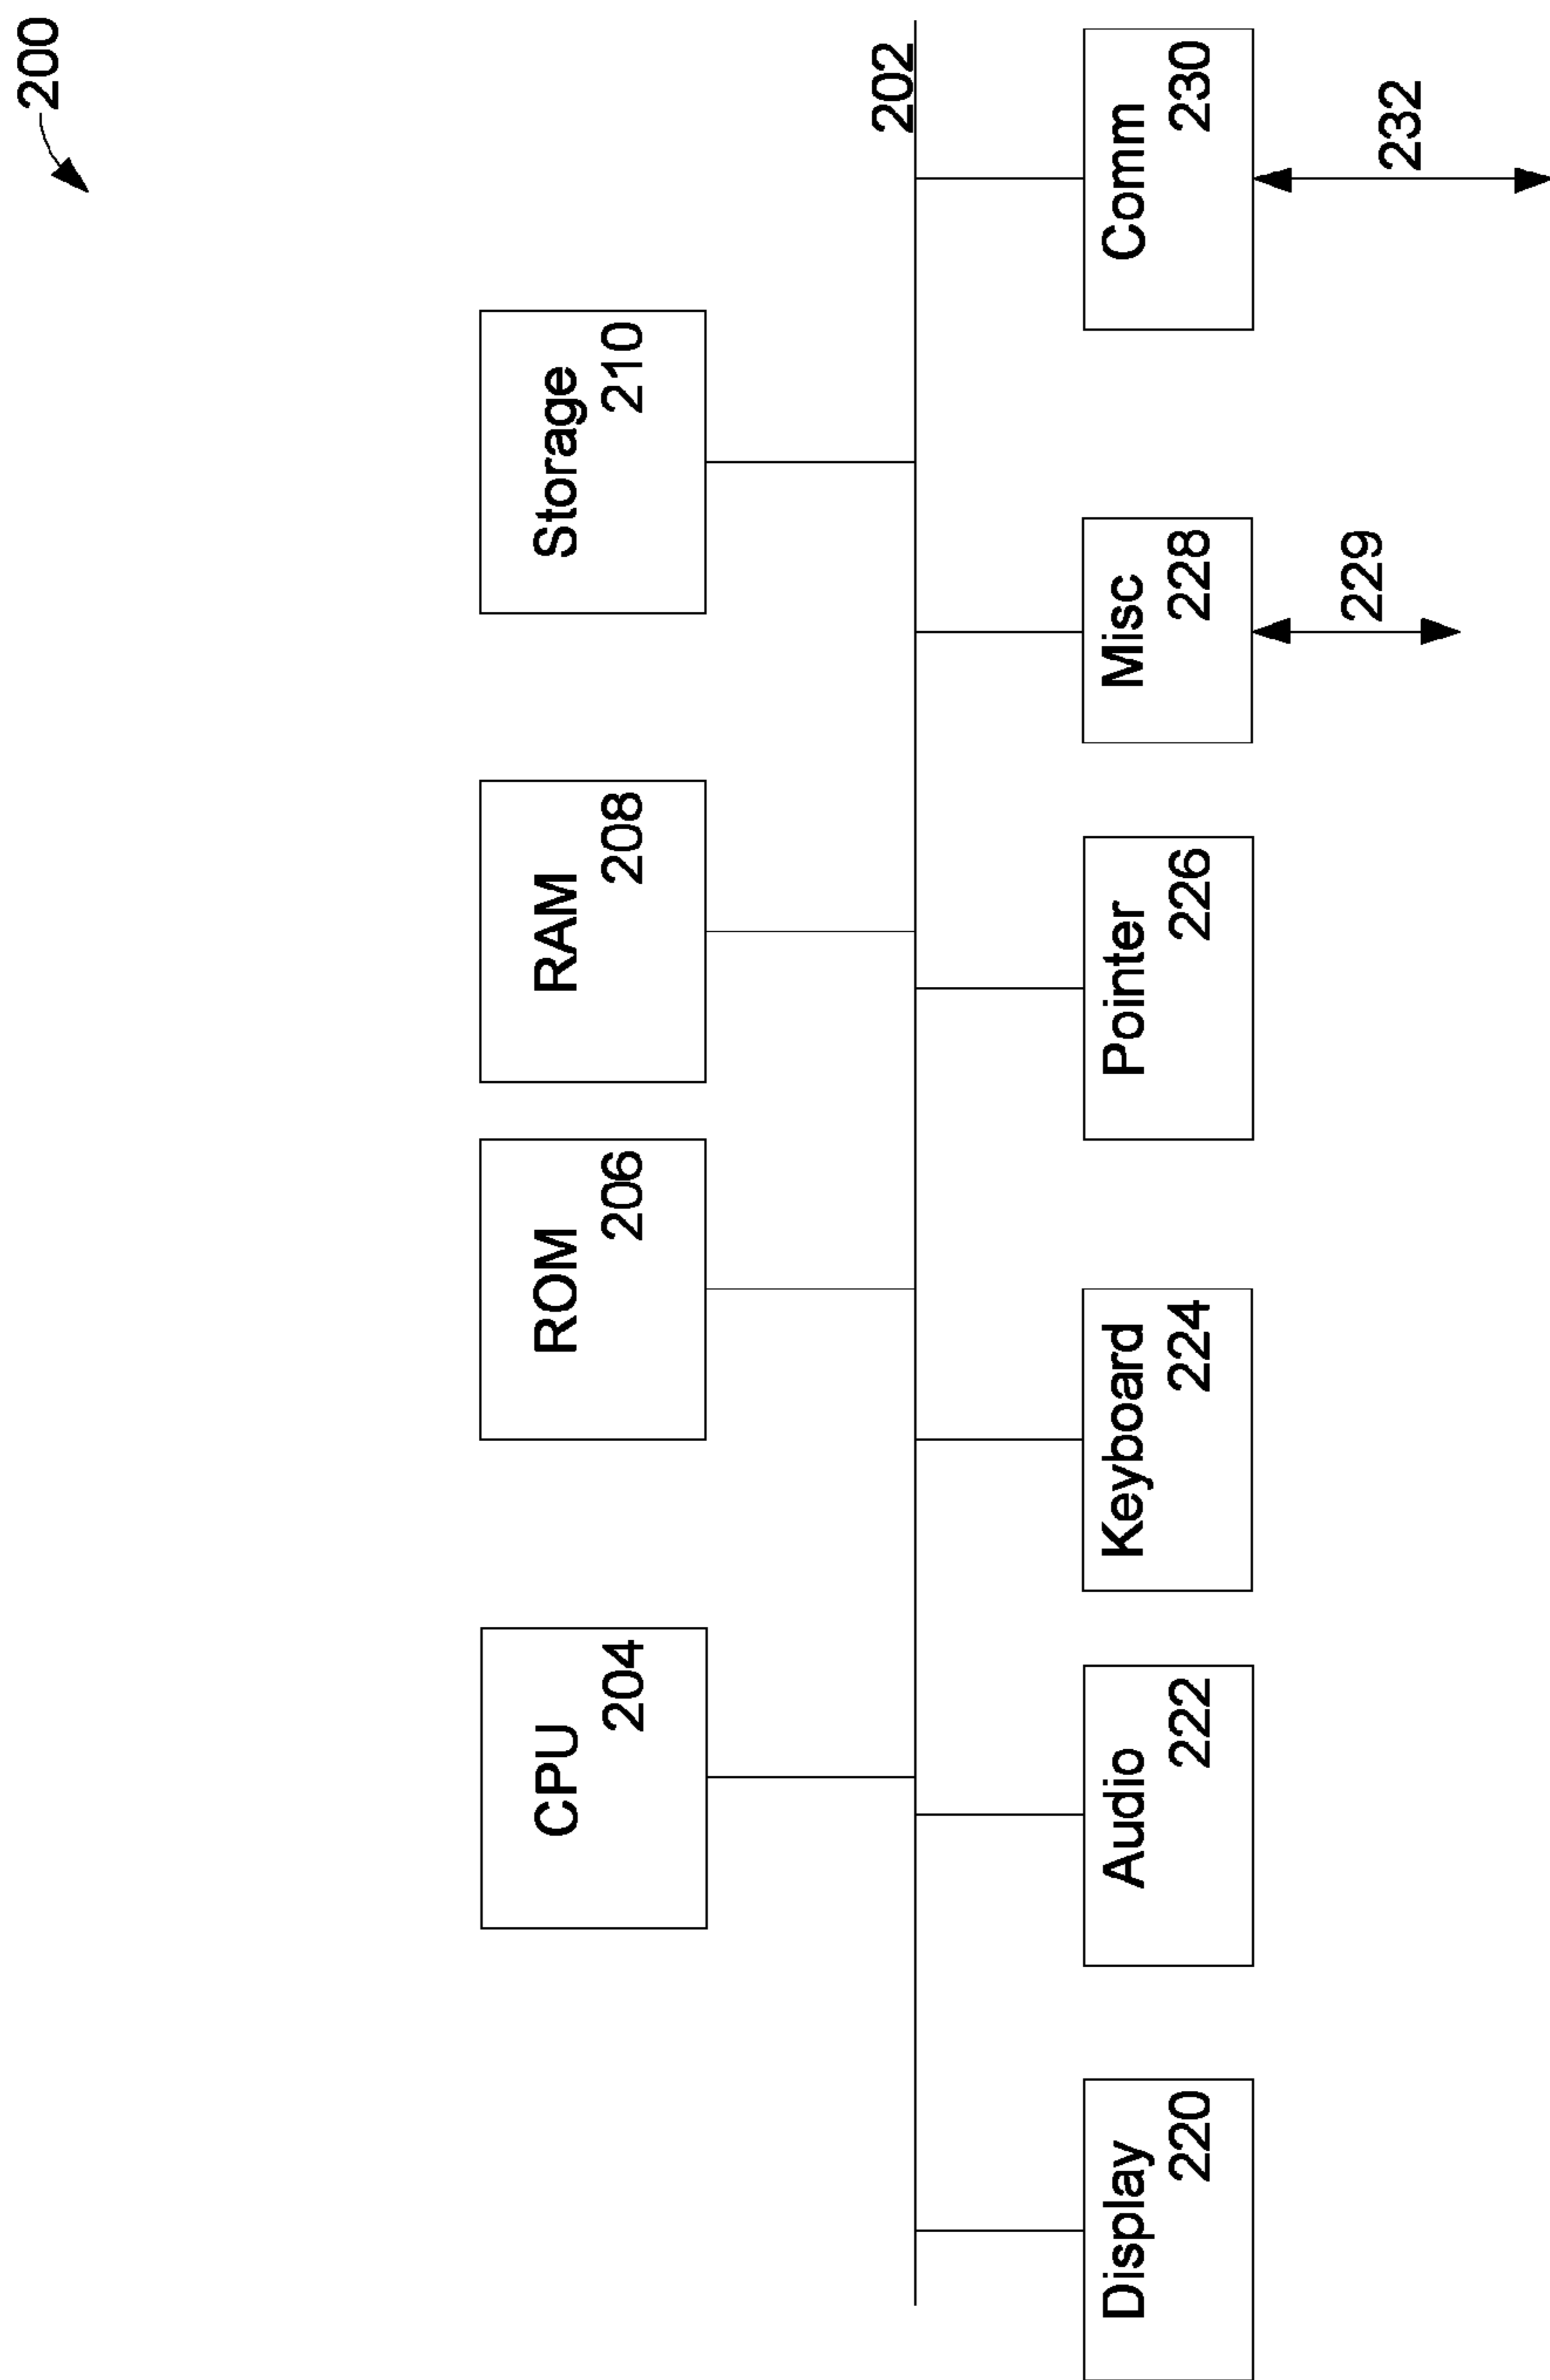 200
CPU
204
ROM
206
RAM
208
Storage
210
202
Display
220
Audio
222
Keyboard
224
Pointer
226
Misc
228
Comm
230
229
232